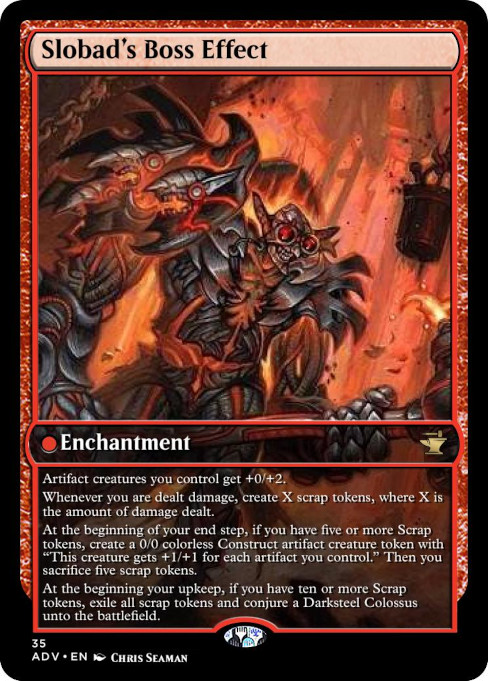 Slobad's Boss Effect
Enchantment
Artifact creatures you control get +0/+2.
Whenever you are dealt damage, create X scrap tokens, where X is
the amount of damage dealt.
At the beginning of your end step, if you have five or more Scrap
tokens, create a 0/0 colorless Construct artifact creature token with
“This creature gets +1/+1 for each artifact you control.” Then you
sacrifice five scrap tokens.
At the beginning your upkeep, if you have ten or more Scrap
tokens, exile all scrap tokens and conjure a Darksteel Colossus
unto the battlefield.
35
ADV • EN Chris Seaman